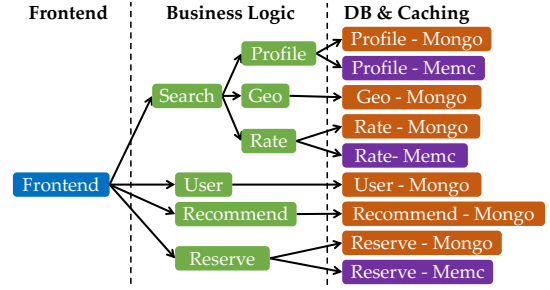 Frontend
Business Logic
DB & Caching
Profile - Mongo
Profile
Profile - Memc
Search
Geo
Geo - Mongo
Rate - Mongo
Rate
Rate- Memc
Frontend
User
User - Mongo
Recommend
Recommend - Mongo
Reserve - Mongo
Reserve
Reserve - Memc